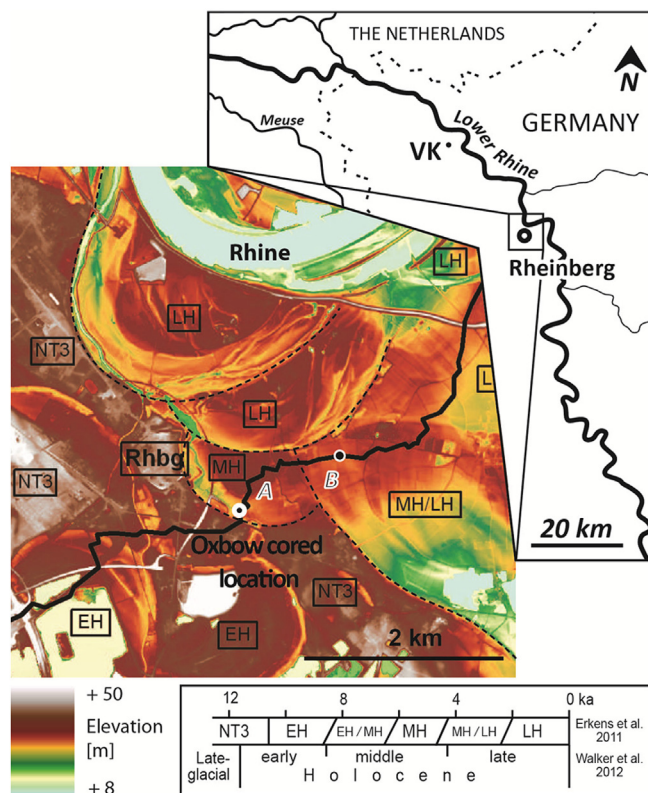 THE NETHERLANDS
N
Meuse
Lower Rhine
GERMANY
VK
Rheinberg
Rhine
LH
LH
NT3
LH
L
Rhbg
MH
NT3
A
B
MH/LH
Oxbow cored
location
20 km
NT3
EH
EH
2 km
+ 50
Elevation
[m]
+ 8
12 8 4 0 ka
NT3 EH EH / MH MH MH / LH LH
Erkens et al.
2011
Late-
glacial
early middle late
Holocene
Walker et al.
2012